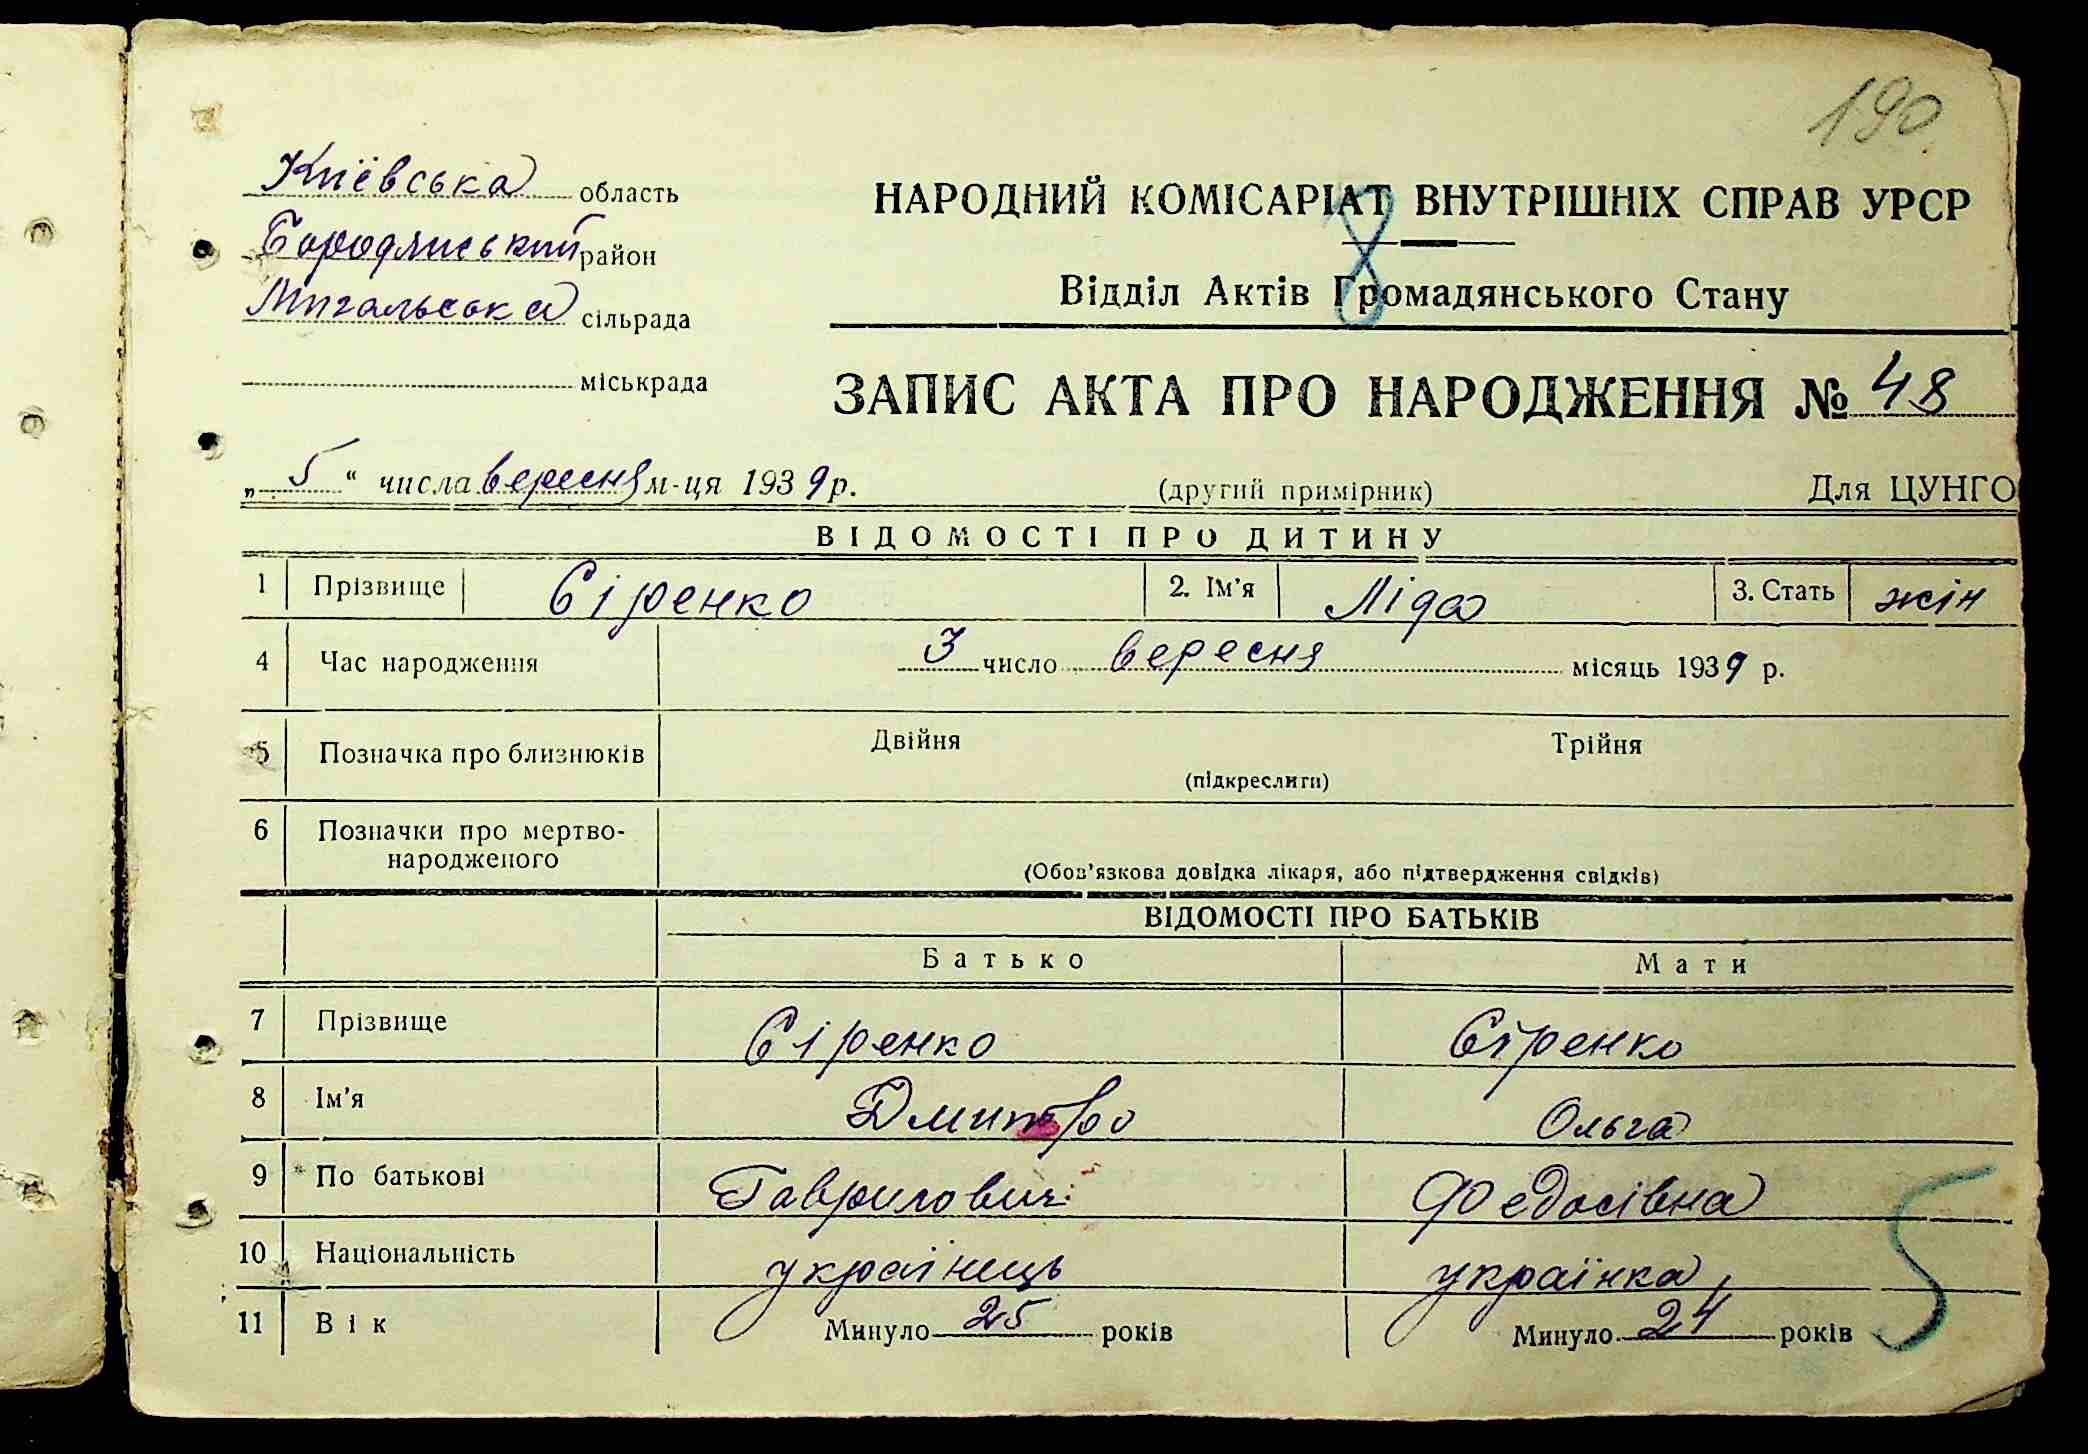 190.
Київська область
Бородянський район
Мигальська сільрада
міськрада
НАРОДНИЙ КОМІСАРІАТ ВНУТРІШНІХ СПРАВ УРСР
8
Відділ Актів Громадянського Стану
ЗАПИС АКТА ПРО НАРОДЖЕННЯ № 48
„ 5 “ числа вересня м-ця 1939 р. (другий примірник) Для ЦУНГО
ВІДОМОСТІ ПРО ДИТИНУ
1 Прізвище Сіренко 2. Ім'я Ліда 3. Стать жін
4 Час народження 3 число вересня місяць 1939 р.
5 Позначка про близнюків Двійня Трійня
(підкреслити)
6 Позначки про мертво-
народженого
(Обов'язкова довідка лікаря, або підтвердження свідків)
ВІДОМОСТІ ПРО БАТЬКІВ
Батько Мати
7 Прізвище Сіренко Сіренко
8 Ім'я Дмитро Ольга
9 По батькові Гаврилович Федосівна
10 Національність українець українка
11 Вік Минуло 25 років Минуло 24 років
5